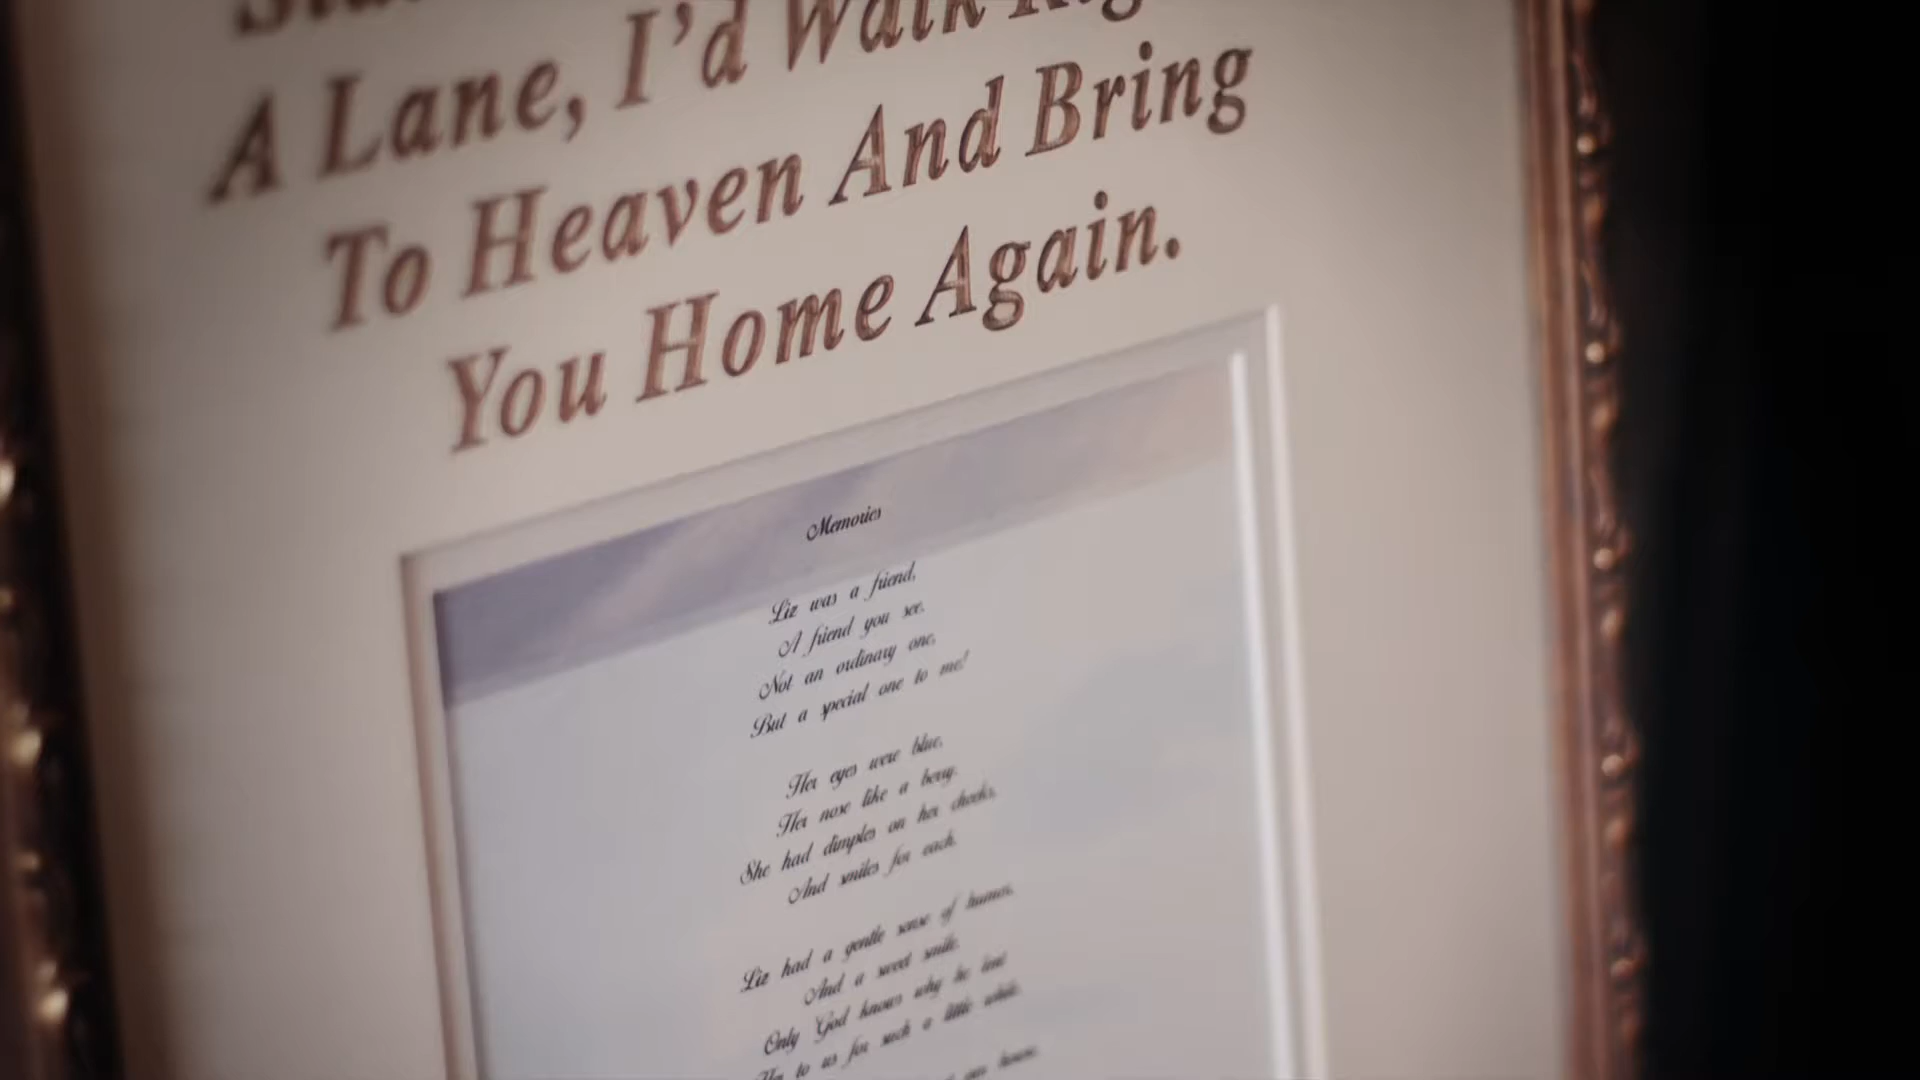 A Lane, I'd Walk
To Heaven And Bring
You Home Again.
Memories
Liz was a friend,
A friend you see.
Not an ordinary one,
But a special one to me!
Her eyes were blue,
Her nose like a berry.
She had dimples on her cheeks,
And smiles for each.
Liz had a gentle sense of humor,
And a sweet smile.
Only God knows why he lent
Her to us for such a little while.
our house